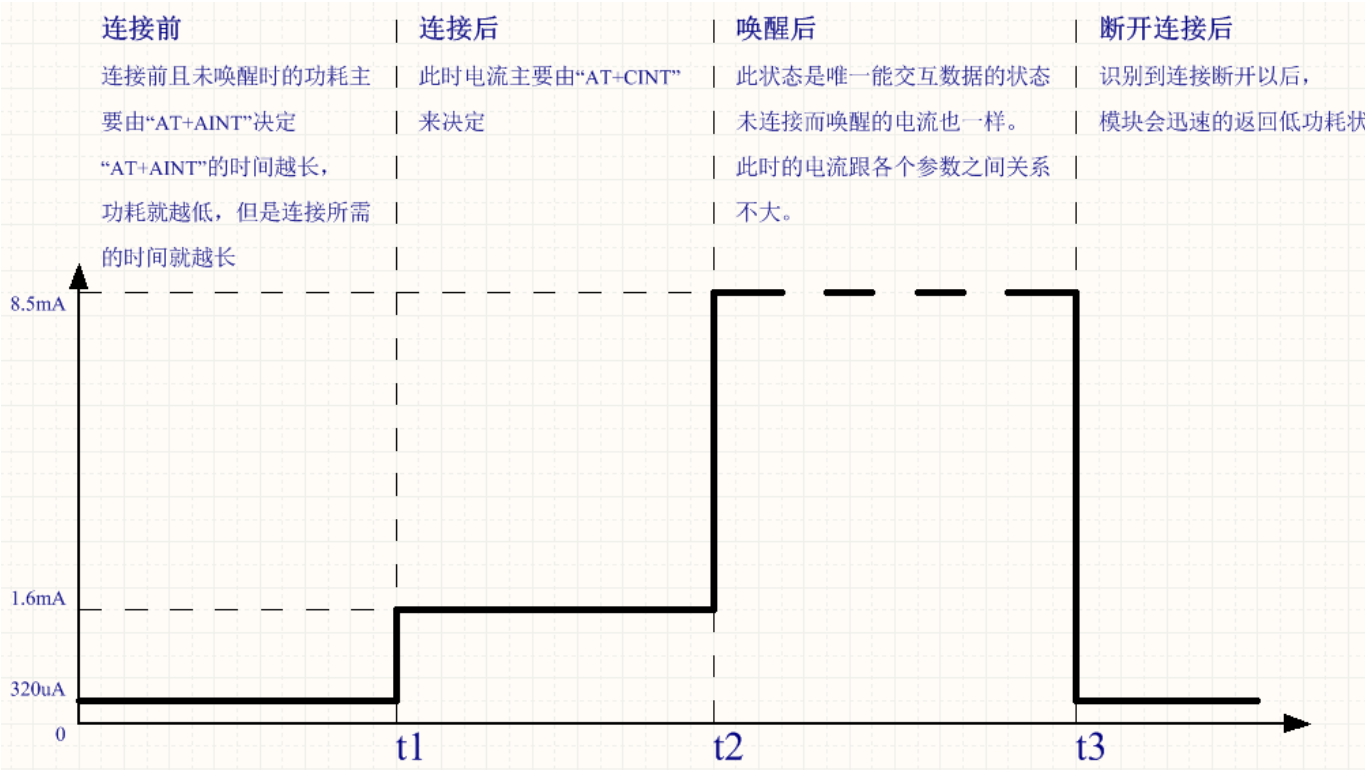 连接前
连接前且未唤醒时的功耗主
要由“AT+AINT”决定
“AT+AINT”的时间越长，
功耗就越低，但是连接所需
的时间就越长
连接后
此时电流主要由“AT+CINT”
来决定
唤醒后
此状态是唯一能交互数据的状态
未连接而唤醒的电流也一样。
此时的电流跟各个参数之间关系
不大。
断开连接后
识别到连接断开以后，
模块会迅速的返回低功耗状
8.5mA
1.6mA
320uA
0
t1
t2
t3